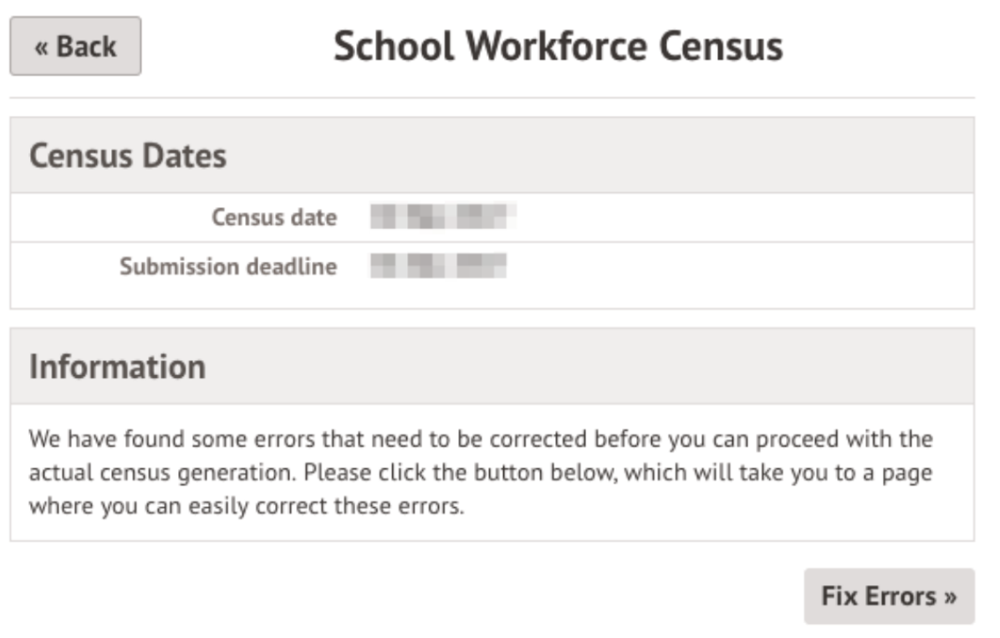 « Back
School Workforce Census
Census Dates
Census date
Submission deadline
Information
We have found some errors that need to be corrected before you can proceed with the
actual census generation. Please click the button below, which will take you to a page
where you can easily correct these errors.
Fix Errors »